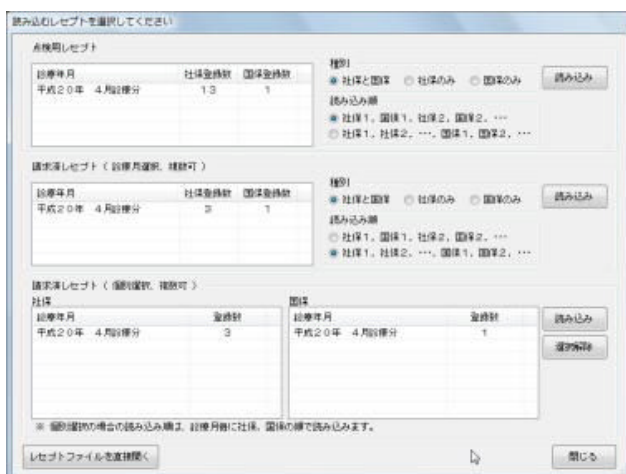 読み込むレセプトを選択してください
点検用レセプト
診療年月 社保登録数 国保登録数
平成20年 4月診療分 13 1
種別
社保と国保 社保のみ 国保のみ
読み込み
読み込み順
社保1, 国保1, 社保2, 国保2, …
社保1, 社保2, …, 国保1, 国保2, …
請求済レセプト ( 診療月選択、複数可 )
診療年月 社保登録数 国保登録数
平成20年 4月診療分 3 1
種別
社保と国保 社保のみ 国保のみ
読み込み
読み込み順
社保1, 国保1, 社保2, 国保2, …
社保1, 社保2, …, 国保1, 国保2, …
請求済レセプト ( 個別選択、複数可 )
社保 国保
診療年月 登録数 診療年月 登録数
平成20年 4月診療分 3 平成20年 4月診療分 1
読み込み
選択解除
※ 個別選択の場合の読み込み順は、診療月毎に社保、国保の順で読み込みます。
レセプトファイルを直接開く 閉じる